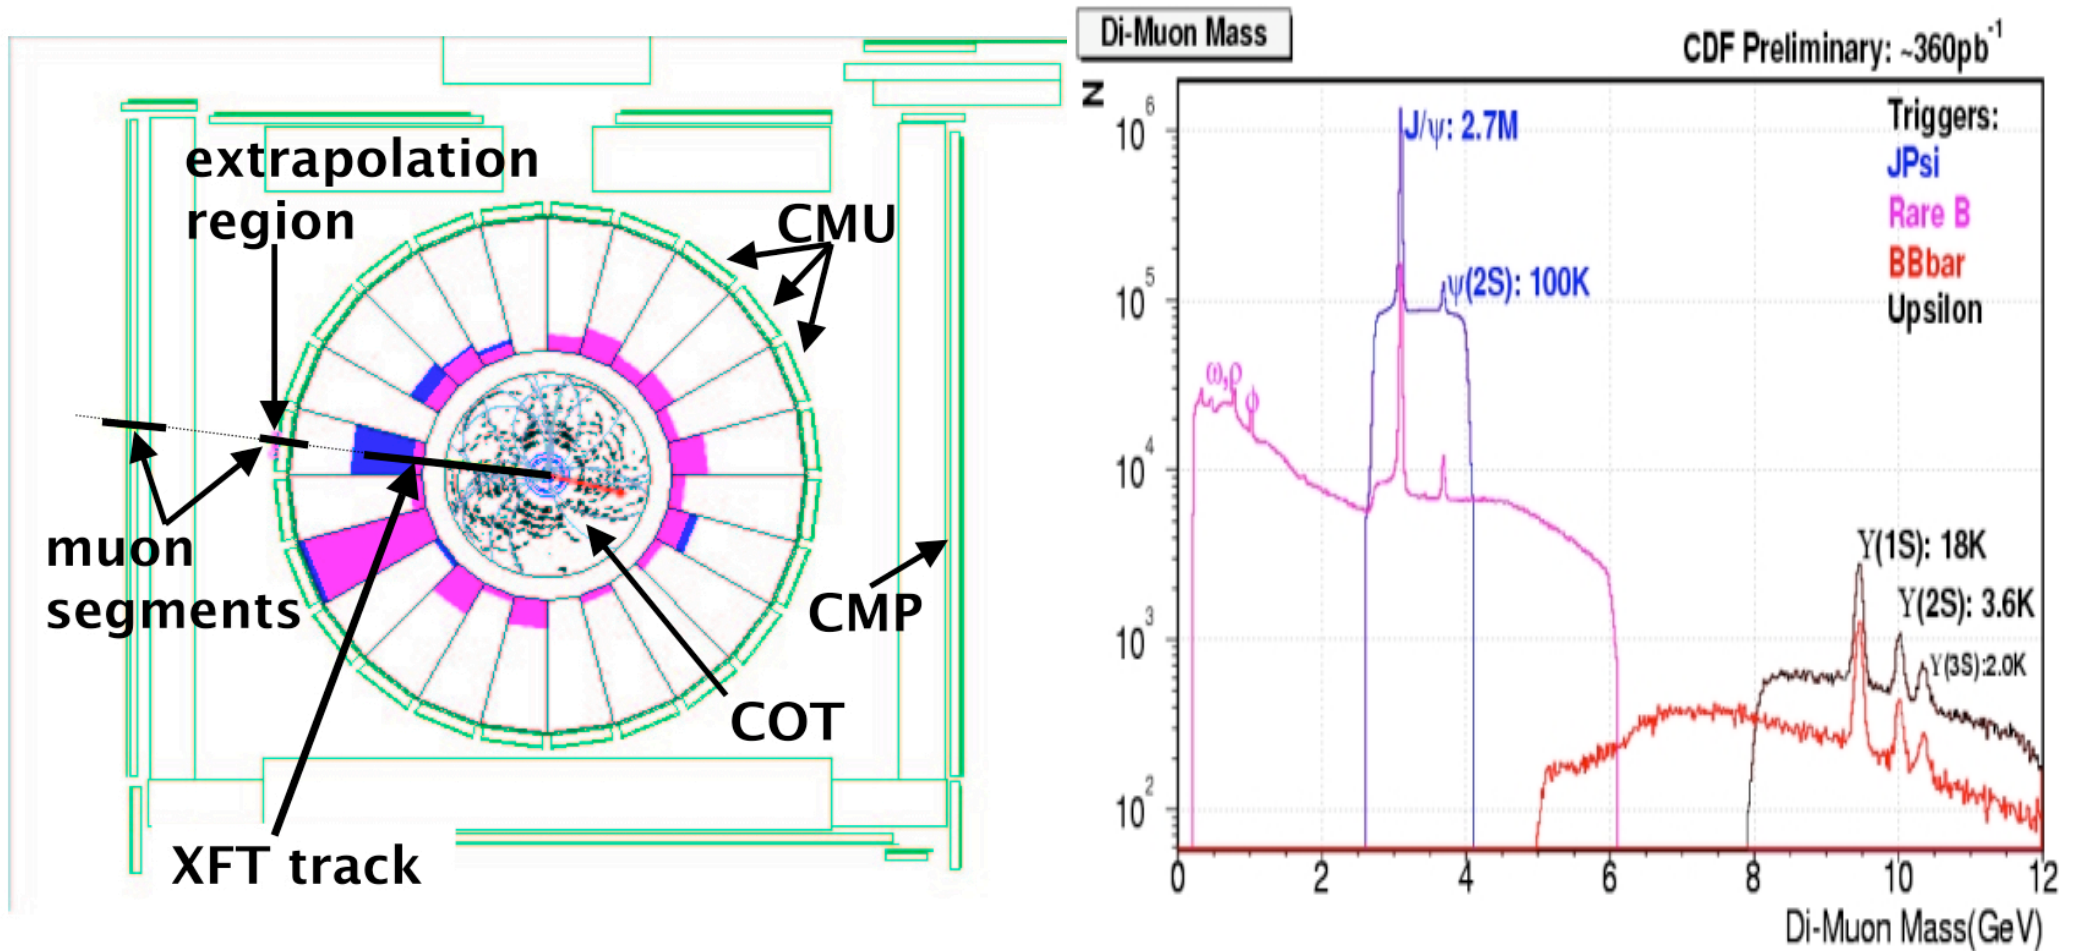 extrapolation
region
CMU
muon
segments
CMP
COT
XFT track
Di-Muon Mass
CDF Preliminary: ~360pb-1
N
Triggers:
JPsi
Rare B
BBbar
Upsilon
J/ψ: 2.7M
ψ(2S): 100K
ω,ρ
ϕ
Υ(1S): 18K
Υ(2S): 3.6K
Υ(3S):2.0K
10^6
10^5
10^4
10^3
10^2
0 2 4 6 8 10 12
Di-Muon Mass(GeV)